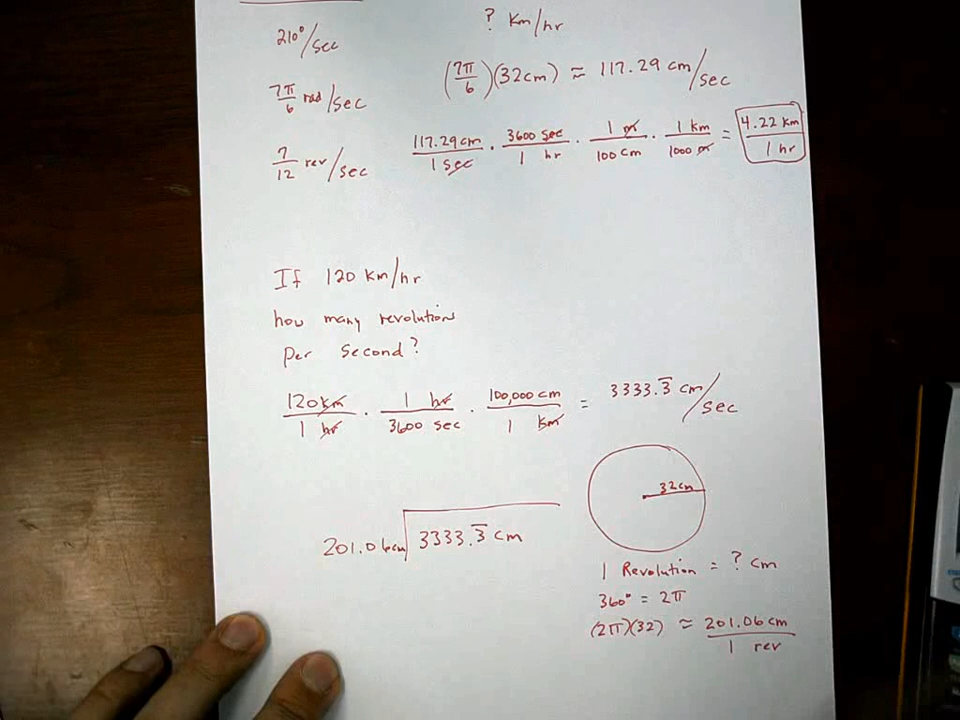 210°/sec
? Km/hr
(7π/6)(32cm) ≈ 117.29 cm/sec
7π/6 rad/sec
117.29cm/1 sec · 3600 sec/1 hr · 1 m/100 cm · 1 km/1000 m = 4.22 Km/1 hr
7/12 rev/sec
If 120 km/hr
how many revolutions
per second?
120 km/1 hr · 1 hr/3600 sec · 100,000 cm/1 km = 3333.3̅ cm/sec
32cm
201.06cm 3333.3̅ cm
1 Revolution = ? cm
360° = 2π
(2π)(32) ≈ 201.06 cm/1 rev